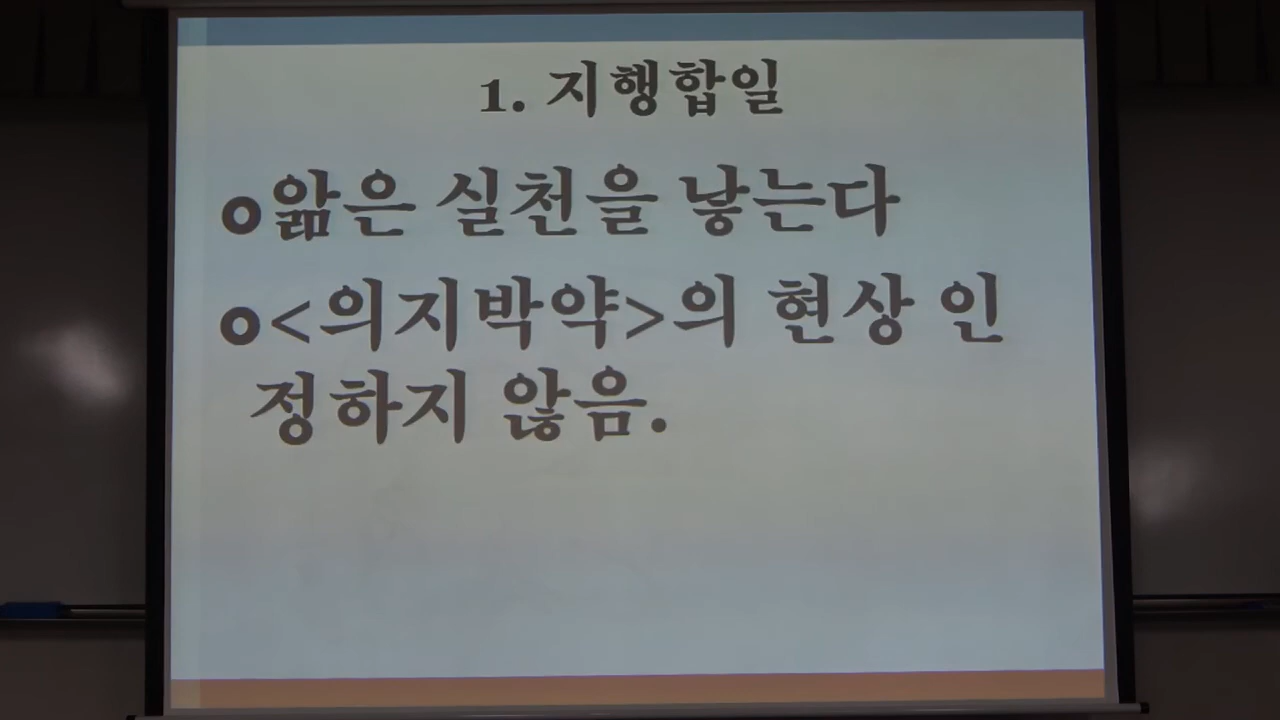 1. 지행합일
o앎은 실천을 낳는다
o<의지박약>의 현상 인
정하지 않음.